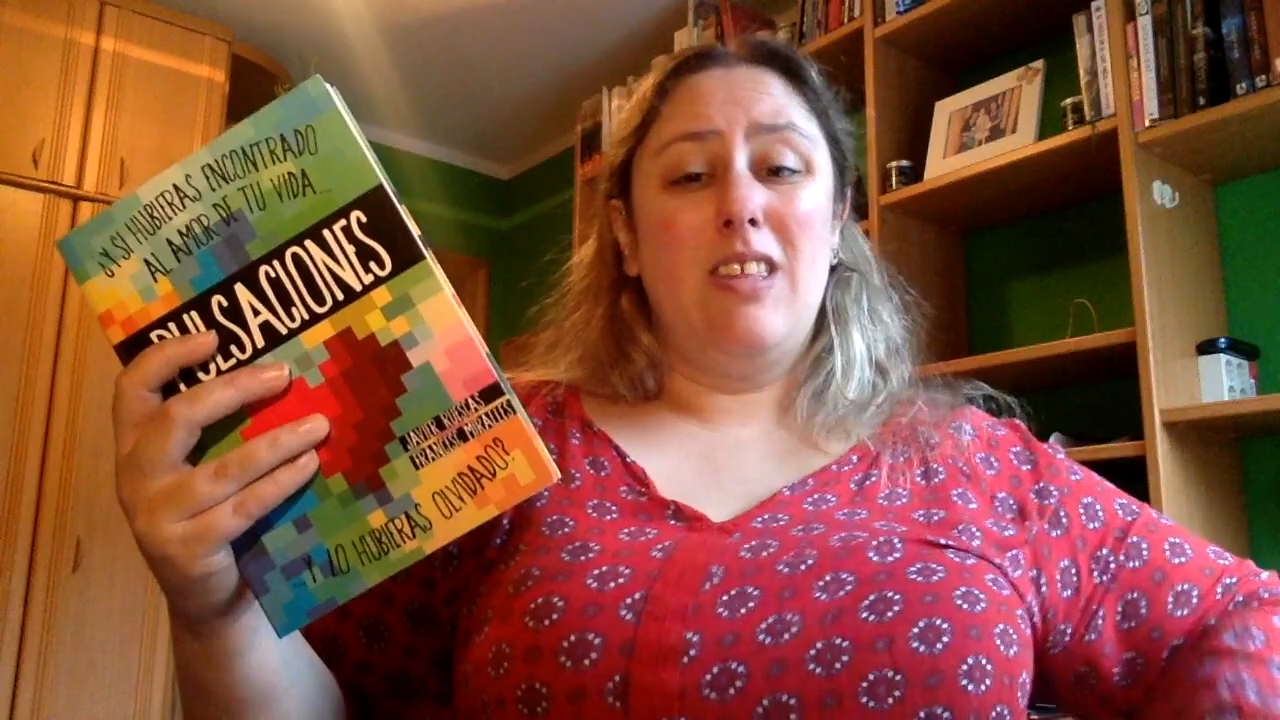 ¿Y SI HUBIERAS ENCONTRADO
AL AMOR DE TU VIDA...
PULSACIONES
JAVIER RUESCAS
FRANCESC MIRALLES
...Y LO HUBIERAS OLVIDADO?